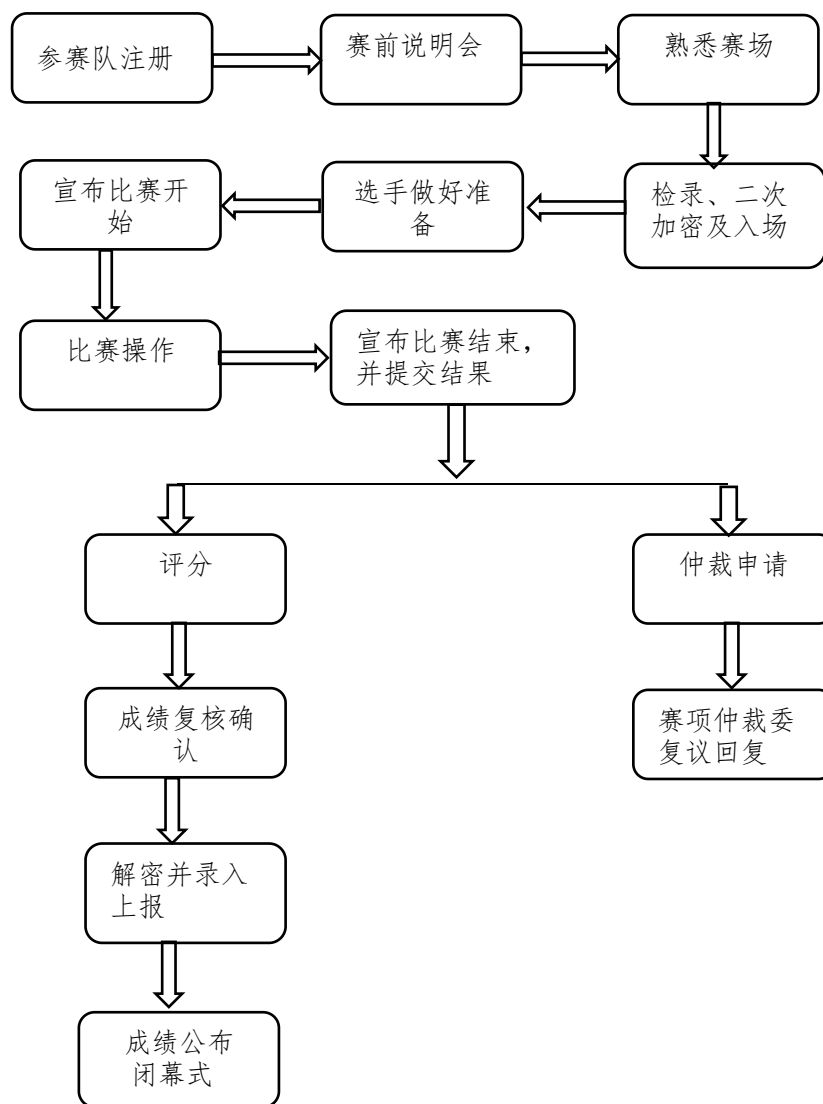 参赛队注册
赛前说明会
熟悉赛场
检录、二次
加密及入场
选手做好准
备
宣布比赛开
始
比赛操作
宣布比赛结束，
并提交结果
评分
仲裁申请
成绩复核确
认
赛项仲裁委
复议回复
解密并录入
上报
成绩公布
闭幕式